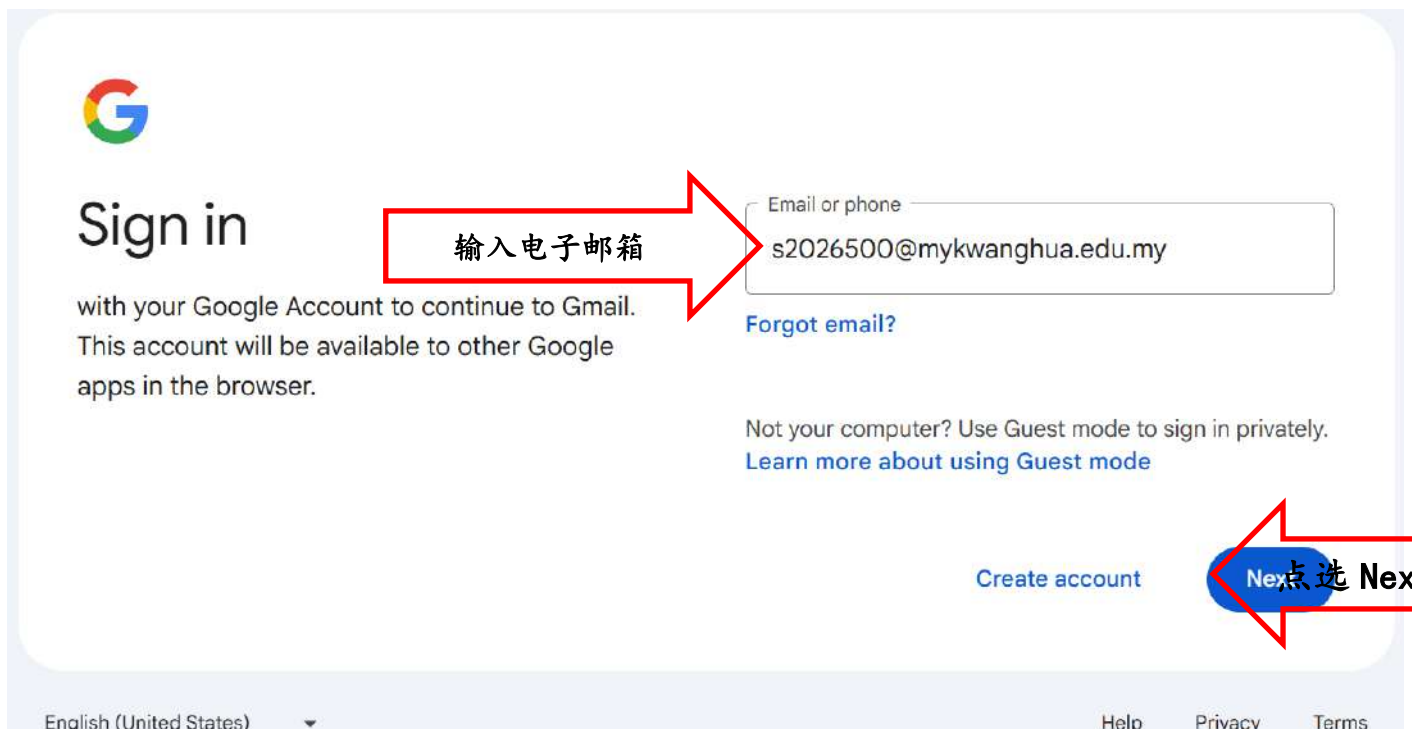 Sign in
with your Google Account to continue to Gmail.
This account will be available to other Google
apps in the browser.
输入电子邮箱
Email or phone
s2026500@mykwanghua.edu.my
Forgot email?
Not your computer? Use Guest mode to sign in privately.
Learn more about using Guest mode
Create account
Nex
点选 Nex
English (United States)
Help Privacy Terms